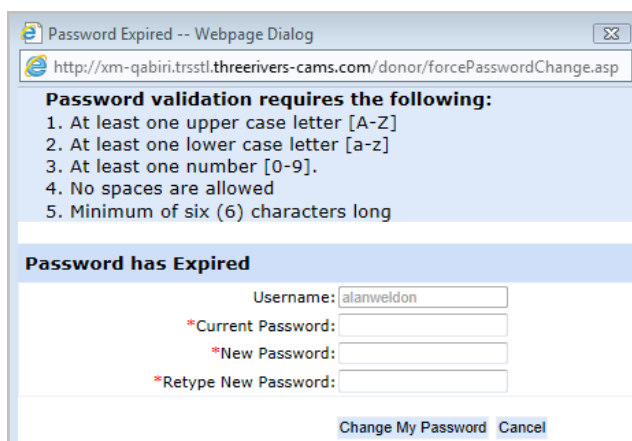 Password Expired -- Webpage Dialog
http://xm-qabiri.trsstl.threerivers-cams.com/donor/forcePasswordChange.asp
Password validation requires the following:
1. At least one upper case letter [A-Z]
2. At least one lower case letter [a-z]
3. At least one number [0-9].
4. No spaces are allowed
5. Minimum of six (6) characters long
Password has Expired
Username: alanweldon
*Current Password:
*New Password:
*Retype New Password:
Change My Password Cancel